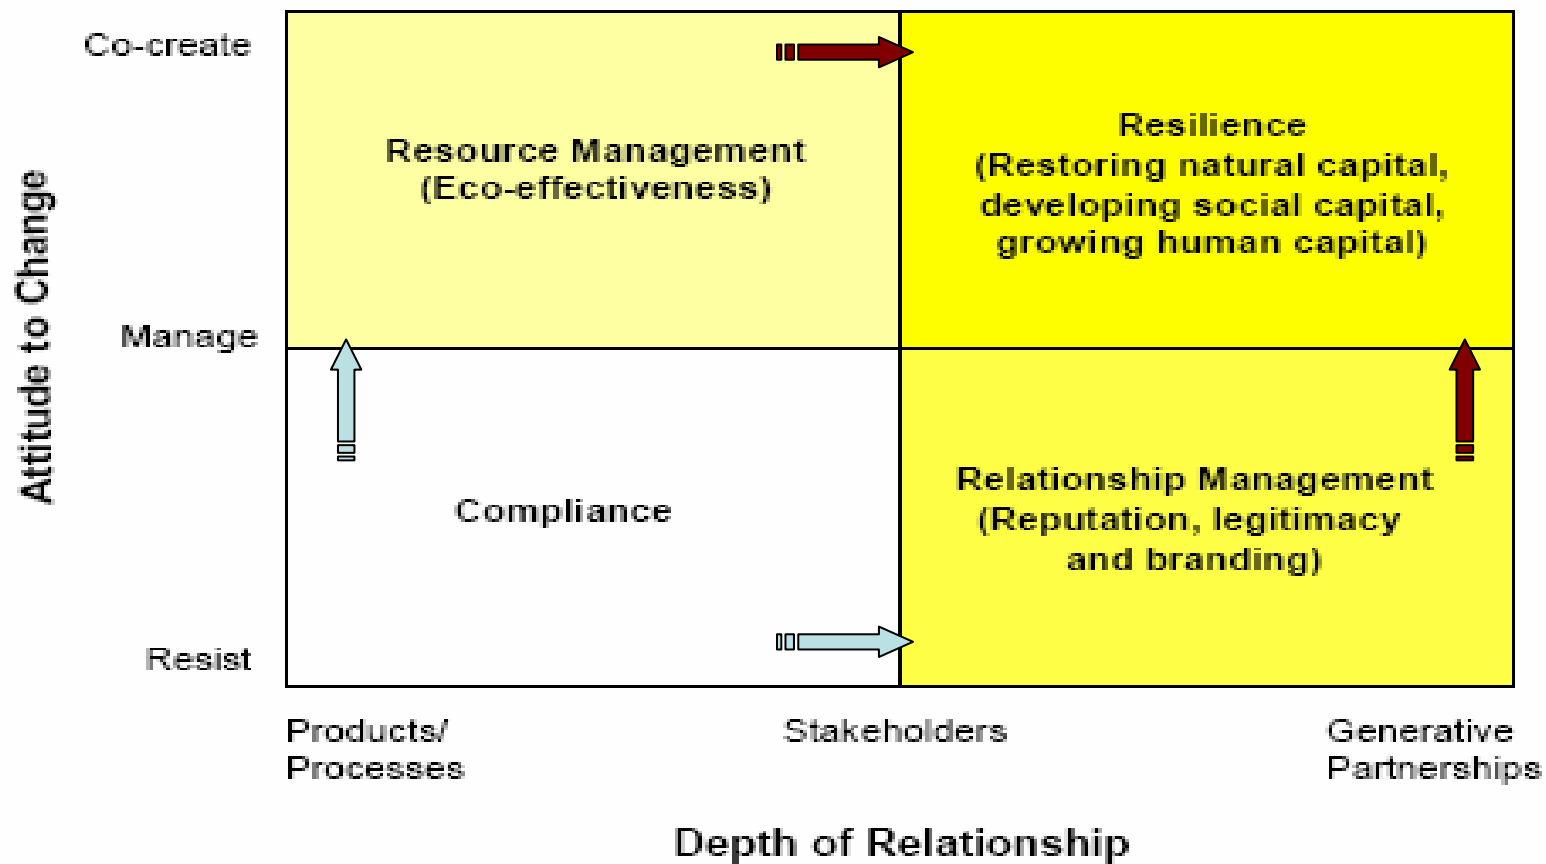 Co-create
Resource Management
(Eco-effectiveness)
Resilience
(Restoring natural capital,
developing social capital,
growing human capital)
Attitude to Change
Manage
Compliance
Relationship Management
(Reputation, legitimacy
and branding)
Resist
Products/
Processes
Stakeholders
Generative
Partnerships
Depth of Relationship